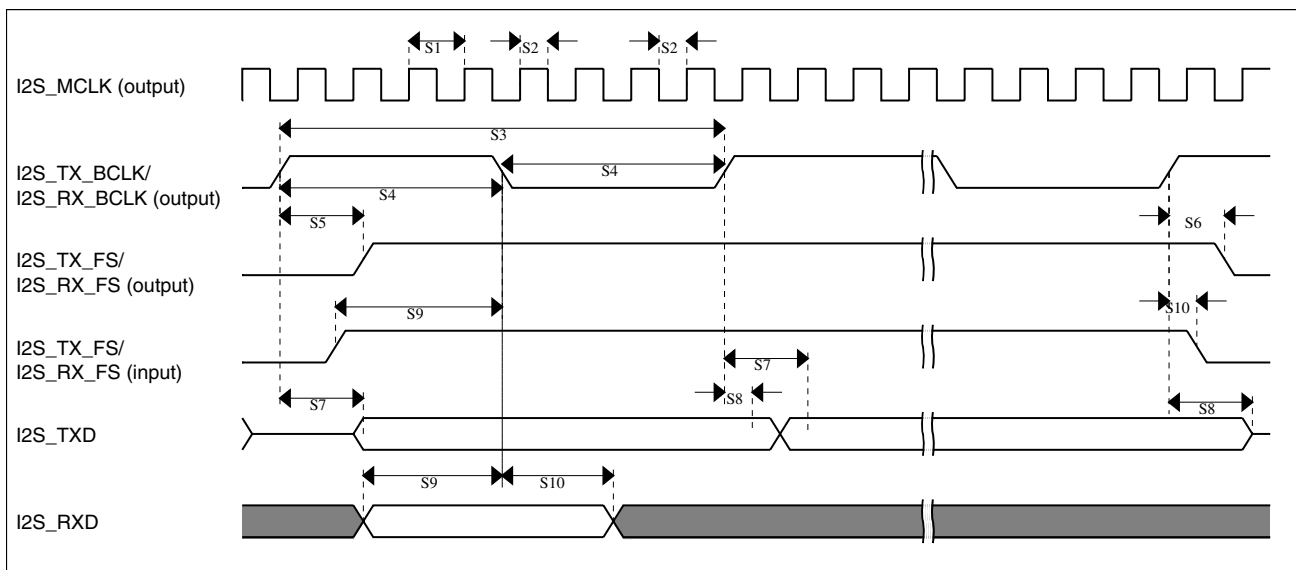 S1
S2
S2
I2S_MCLK (output)
S3
I2S_TX_BCLK/
I2S_RX_BCLK (output)
S4
S4
S5
S6
I2S_TX_FS/
I2S_RX_FS (output)
S9
S10
I2S_TX_FS/
I2S_RX_FS (input)
S7
S7
S8
S8
I2S_TXD
S9
S10
I2S_RXD